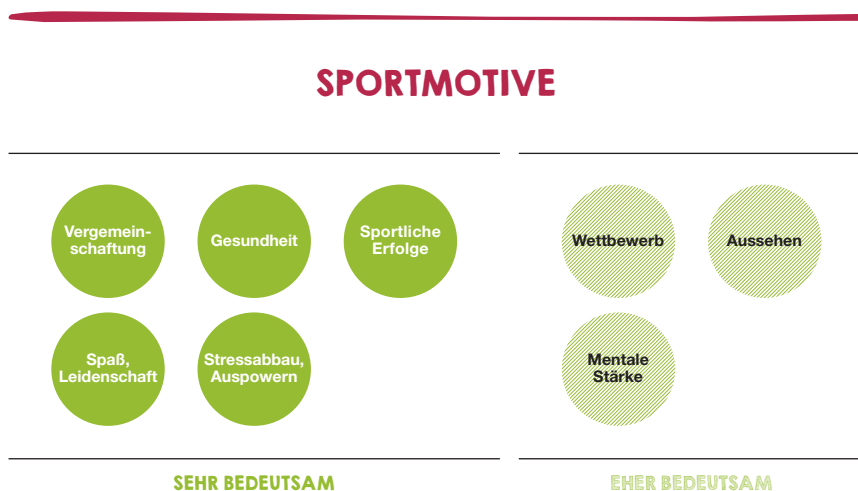 SPORTMOTIVE
Vergemein-
schaftung
Gesundheit
Sportliche
Erfolge
Spaß,
Leidenschaft
Stressabbau,
Auspowern
SEHR BEDEUTSAM
Wettbewerb
Aussehen
Mentale
Stärke
EHER BEDEUTSAM